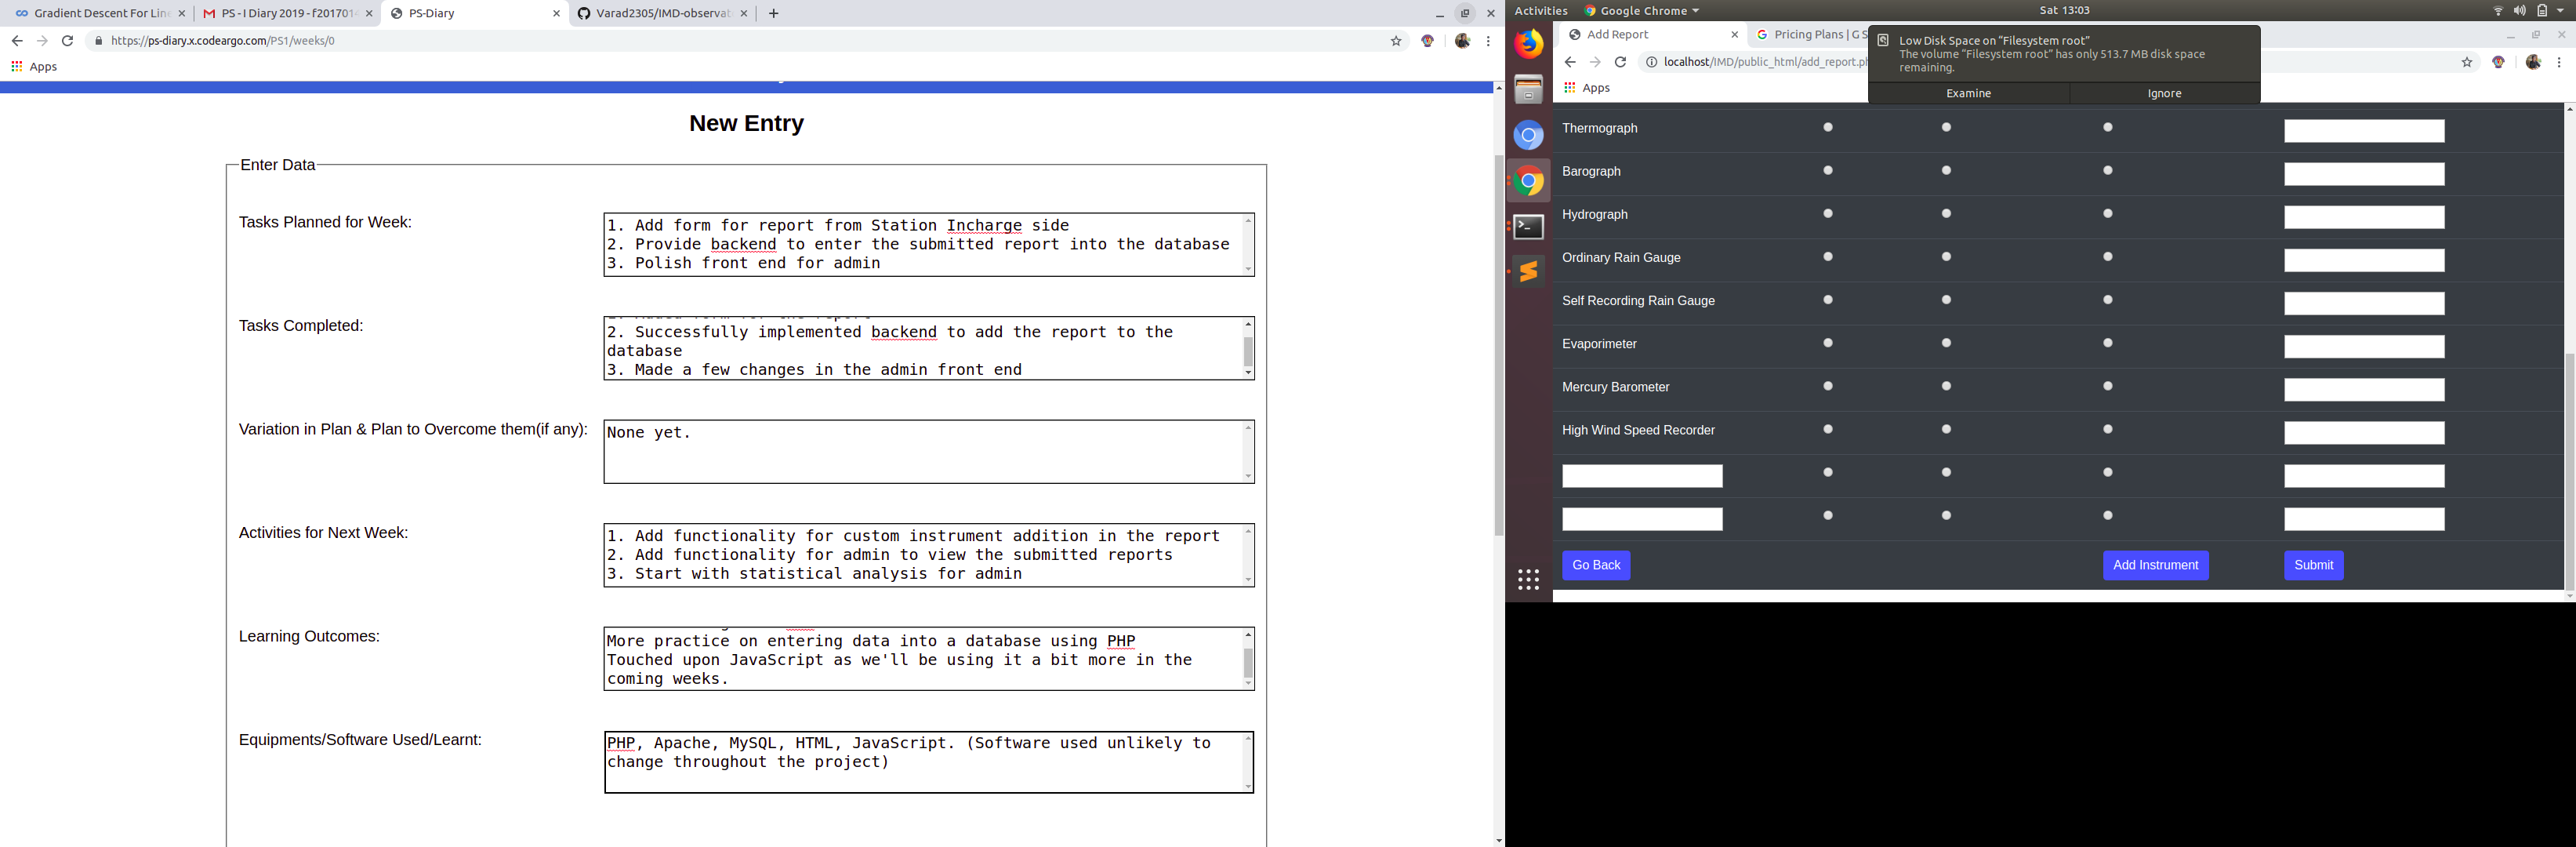 Gradient Descent For Line
PS - I Diary 2019 - f201701
PS-Diary
Varad2305/IMD-observat
https://ps-diary.x.codeargo.com/PS1/weeks/0
Apps
New Entry
Enter Data
Tasks Planned for Week:
1. Add form for report from Station Incharge side
2. Provide backend to enter the submitted report into the database
3. Polish front end for admin
Tasks Completed:
2. Successfully implemented backend to add the report to the
database
3. Made a few changes in the admin front end
Variation in Plan & Plan to Overcome them(if any):
None yet.
Activities for Next Week:
1. Add functionality for custom instrument addition in the report
2. Add functionality for admin to view the submitted reports
3. Start with statistical analysis for admin
Learning Outcomes:
More practice on entering data into a database using PHP
Touched upon JavaScript as we'll be using it a bit more in the
coming weeks.
Equipments/Software Used/Learnt:
PHP, Apache, MySQL, HTML, JavaScript. (Software used unlikely to
change throughout the project)
Activities
Google Chrome
Sat 13:03
Add Report
Pricing Plans | G S
localhost/IMD/public_html/add_report.ph
Apps
Low Disk Space on “Filesystem root”
The volume “Filesystem root” has only 513.7 MB disk space
remaining.
Examine
Ignore
Thermograph
Barograph
Hydrograph
Ordinary Rain Gauge
Self Recording Rain Gauge
Evaporimeter
Mercury Barometer
High Wind Speed Recorder
Go Back
Add Instrument
Submit